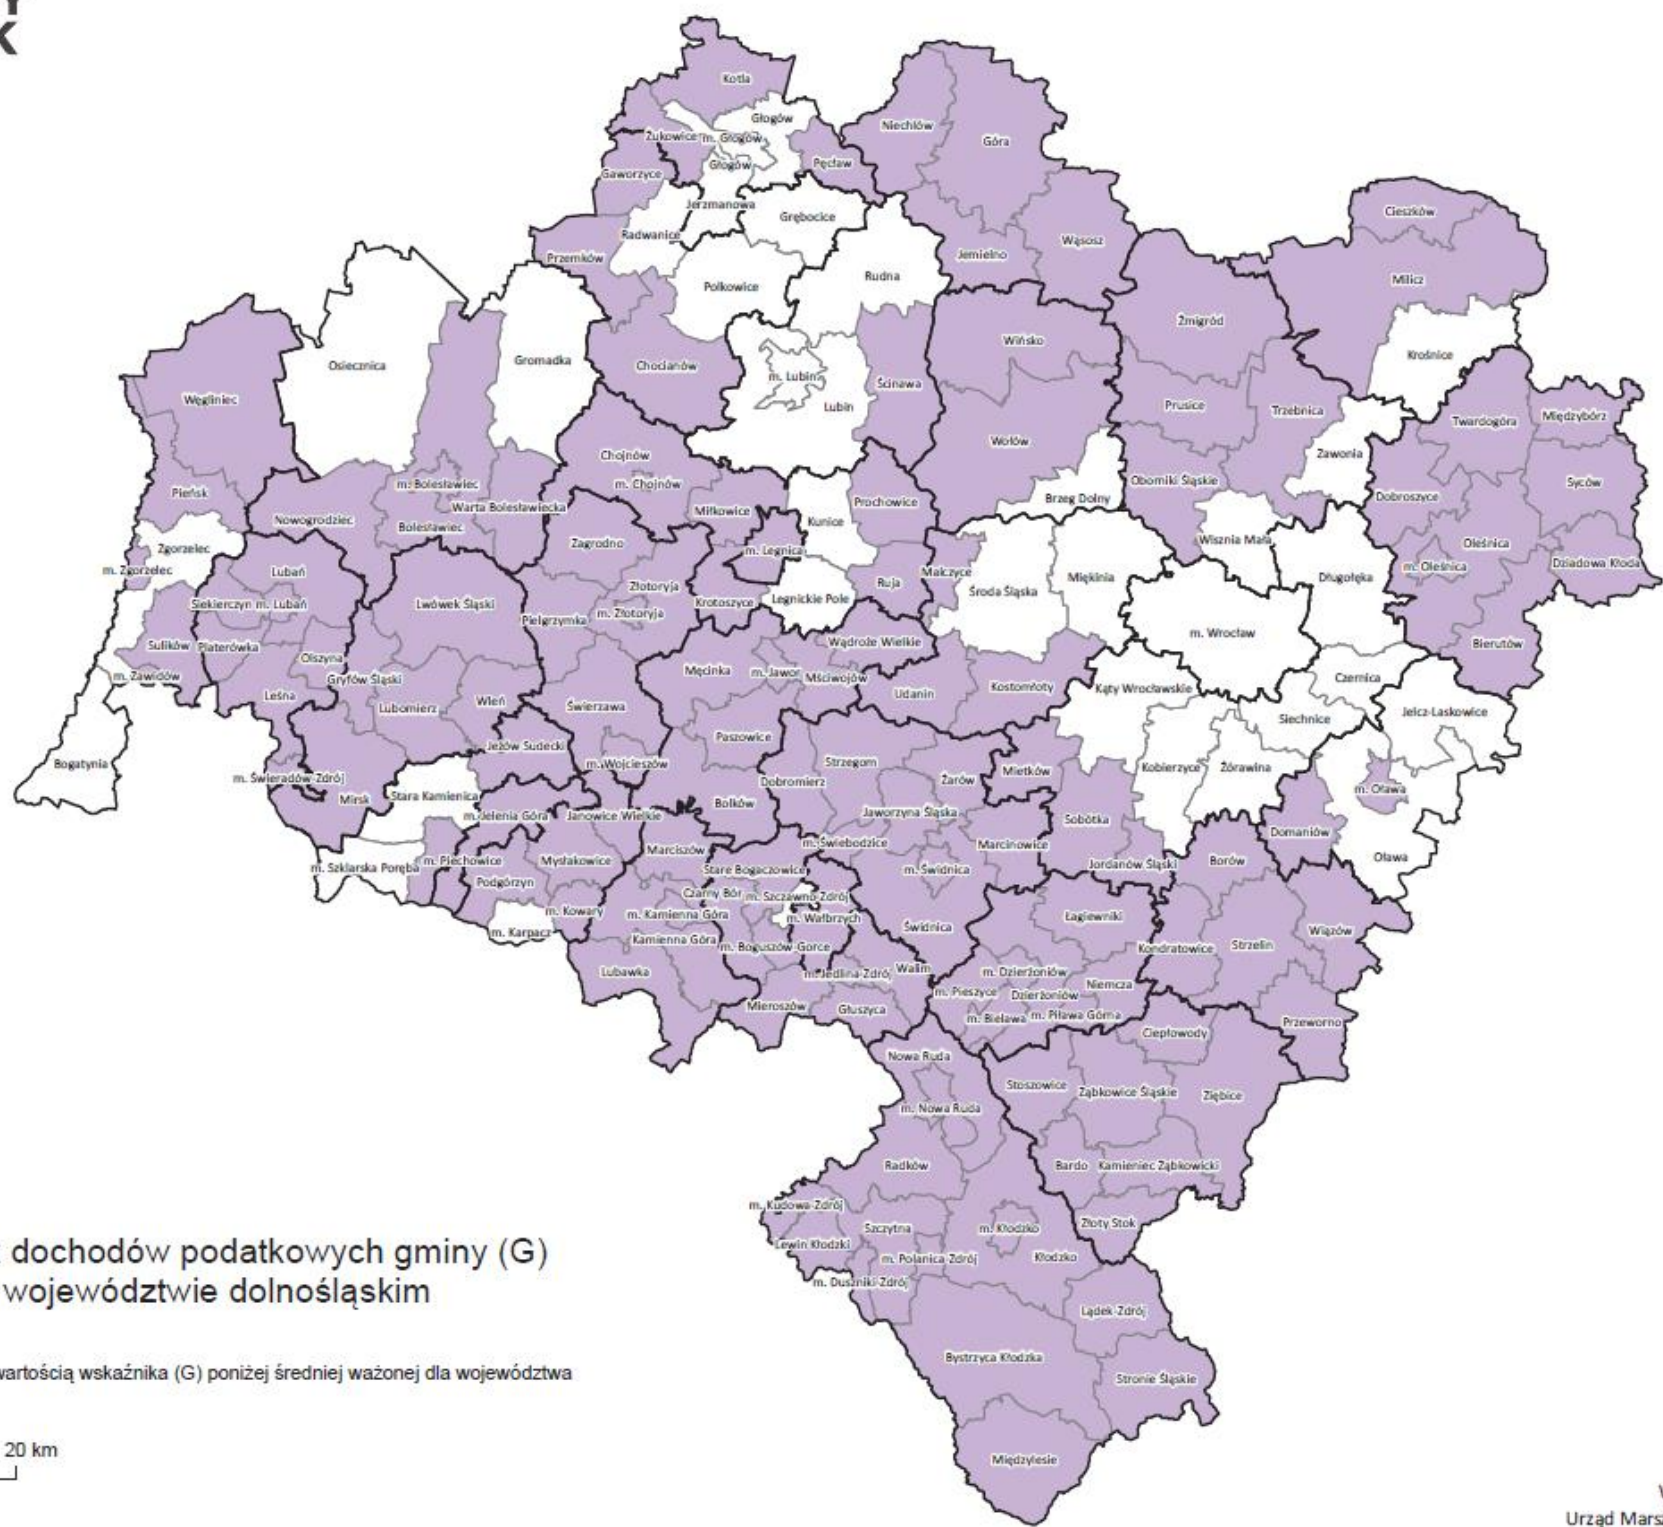 K
Kotla
Głogów
Żukowice
m. Głogów
Głogów
Pęcław
Gaworzyce
Niechlów
Góra
Jerzmanowa
Grębocice
Radwanice
Przemków
Polkowice
Rudna
Jemielno
Wąsosz
Cieszków
Milicz
Żmigród
Krośnice
Wińsko
Osiecznica
Gromadka
Chocianów
m. Lubin
Lubin
Ścinawa
Węgliniec
Prusice
Trzebnica
Twardogóra
Międzybórz
Wołów
Zawonia
Chojnów
m. Chojnów
m. Bolesławiec
Warta Bolesławiecka
Bolesławiec
Nowogrodziec
Pieńsk
Miłkowice
Prochowice
Kunice
Brzeg Dolny
Oborniki Śląskie
Dobroszyce
Syców
Wisznia Mała
Oleśnica
m. Oleśnica
Dziadowa Kłoda
Zgorzelec
m. Zgorzelec
Lubań
Siekierczyn
m. Lubań
Zagrodno
m. Legnica
Złotoryja
m. Złotoryja
Krotoszyce
Legnickie Pole
Ruja
Malczyce
Środa Śląska
Miękinia
Długołęka
m. Wrocław
Bierutów
Lwówek Śląski
Pielgrzymka
Sulików
Platerówka
m. Zawidów
Olszyna
Gryfów Śląski
Leśna
Lubomierz
Wleń
Świerzawa
Męcinka
m. Jawor
Mściwojów
Wądroże Wielkie
Udanin
Kostomłoty
Kąty Wrocławskie
Czernica
Siechnice
Jelcz-Laskowice
Bogatynia
Jeżów Sudecki
m. Wojcieszów
Paszowice
Dobromierz
Strzegom
Żarów
Mietków
Kobierzyce
Żórawina
m. Oława
m. Świeradów-Zdrój
Mirsk
Stara Kamienica
m. Jelenia Góra
Janowice Wielkie
Bolków
Jaworzyna Śląska
Sobótka
Domaniów
Oława
m. Szklarska Poręba
m. Piechowice
Mysłakowice
Marciszów
m. Świebodzice
Marcinowice
Jordanów Śląski
Borów
Podgórzyn
Stare Bogaczowice
m. Świdnica
Czarny Bór
m. Szczawno-Zdrój
m. Kowary
m. Kamienna Góra
m. Wałbrzych
Świdnica
Łagiewniki
m. Karpacz
Kamienna Góra
m. Boguszów-Gorce
Kondratowice
Strzelin
Wiązów
Lubawka
m. Jedlina-Zdrój
Walim
m. Dzierżoniów
Niemcza
m. Pieszyce
Dzierżoniów
Mieroszów
Głuszyca
m. Bielawa
m. Piława Górna
Przeworno
Ciepłowody
Nowa Ruda
Stoszowice
Ząbkowice Śląskie
Ziębice
m. Nowa Ruda
Radków
Bardo
Kamieniec Ząbkowicki
m. Kudowa-Zdrój
Szczytna
m. Kłodzko
Złoty Stok
Lewin Kłodzki
m. Polanica-Zdrój
Kłodzko
m. Duszniki-Zdrój
Lądek-Zdrój
Bystrzyca Kłodzka
Stronie Śląskie
Międzylesie
dochodów podatkowych gminy (G)
województwie dolnośląskim
wartością wskaźnika (G) poniżej średniej ważonej dla województwa
20 km
Urząd Marsz